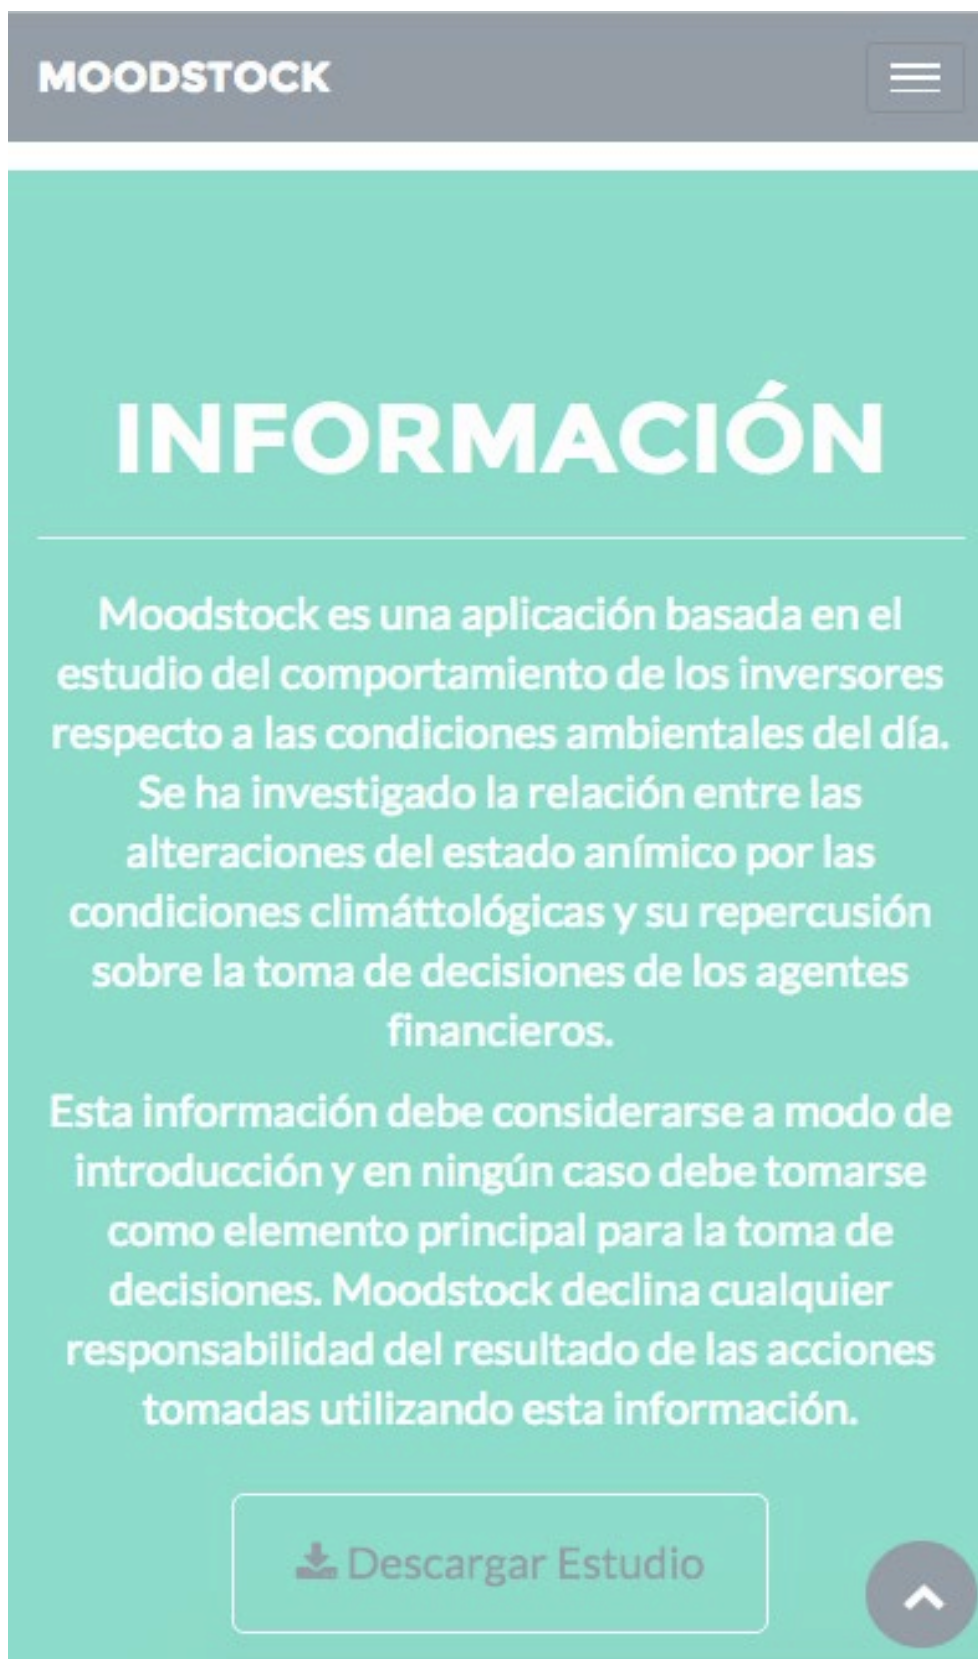 MOODSTOCK
INFORMACIÓN
Moodstock es una aplicación basada en el
estudio del comportamiento de los inversores
respecto a las condiciones ambientales del día.
Se ha investigado la relación entre las
alteraciones del estado anímico por las
condiciones climáttológicas y su repercusión
sobre la toma de decisiones de los agentes
financieros.
Esta información debe considerarse a modo de
introducción y en ningún caso debe tomarse
como elemento principal para la toma de
decisiones. Moodstock declina cualquier
responsabilidad del resultado de las acciones
tomadas utilizando esta información.
Descargar Estudio